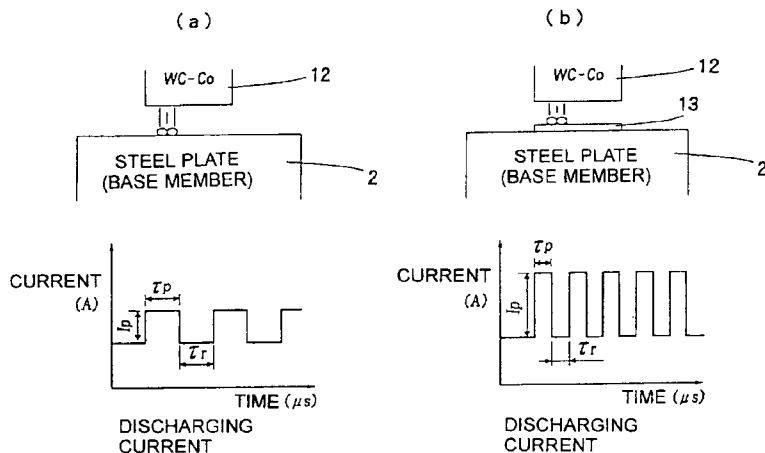 (a)
WC-Co
12
STEEL PLATE
(BASE MEMBER)
2
CURRENT
(A)
τp
Ip
τr
TIME (μs)
DISCHARGING
CURRENT
(b)
WC-Co
12
13
STEEL PLATE
(BASE MEMBER)
2
CURRENT
(A)
τp
Ip
τr
TIME (μs)
DISCHARGING
CURRENT